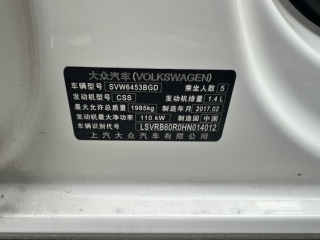 大众汽车(VOLKSWAGEN)
车辆型号 SVW6453BGD 乘坐人数 5
发动机型号 CSS 发动机排量 1.4 L
最大允许总质量 1985kg 制造年月 2017.02
发动机最大净功率 110 kW 制造国 中国
车辆识别代号 LSVRB60R0HN014012
上汽大众汽车有限公司